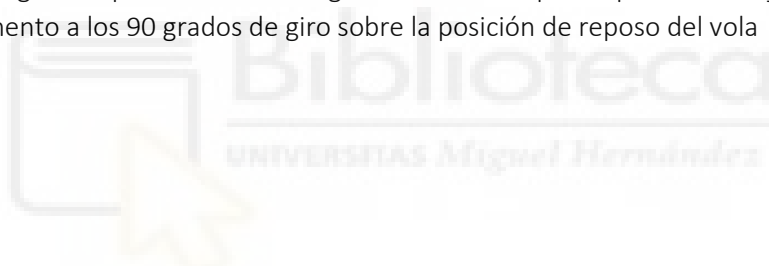 mento a los 90 grados de giro sobre la posición de reposo del vola
Biblioteca
UNIVERSITAS Miguel Hernández